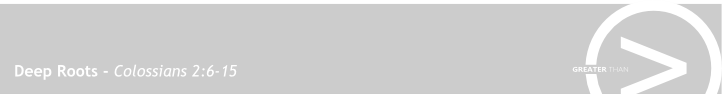 Deep Roots - Colossians 2:6-15
GREATER THAN